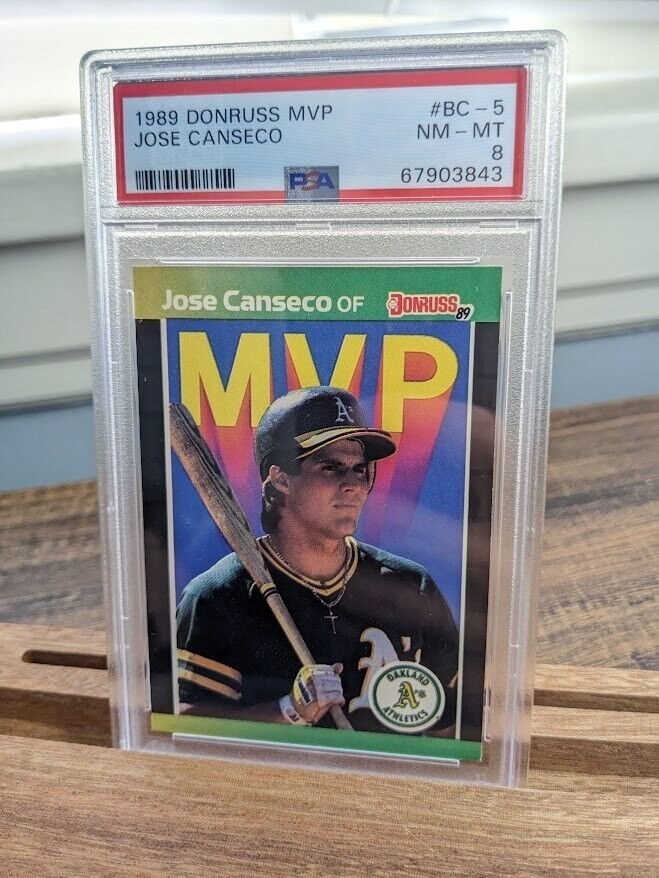 1989 DONRUSS MVP #BC-5
JOSE CANSECO NM-MT
8
PSA 67903843
Jose Canseco OF DONRUSS 89
MVP
A's
A's
OAKLAND
A's
ATHLETICS